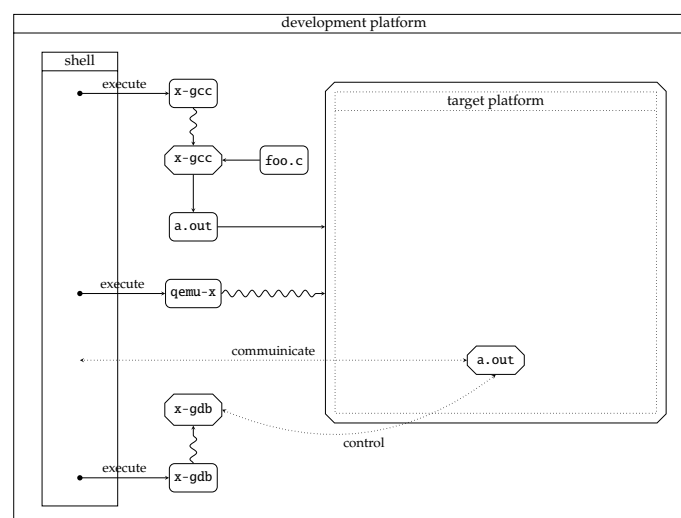 development platform
shell
execute
x-gcc
target platform
x-gcc
foo.c
a.out
execute
qemu-x
commuinicate
a.out
x-gdb
control
execute
x-gdb